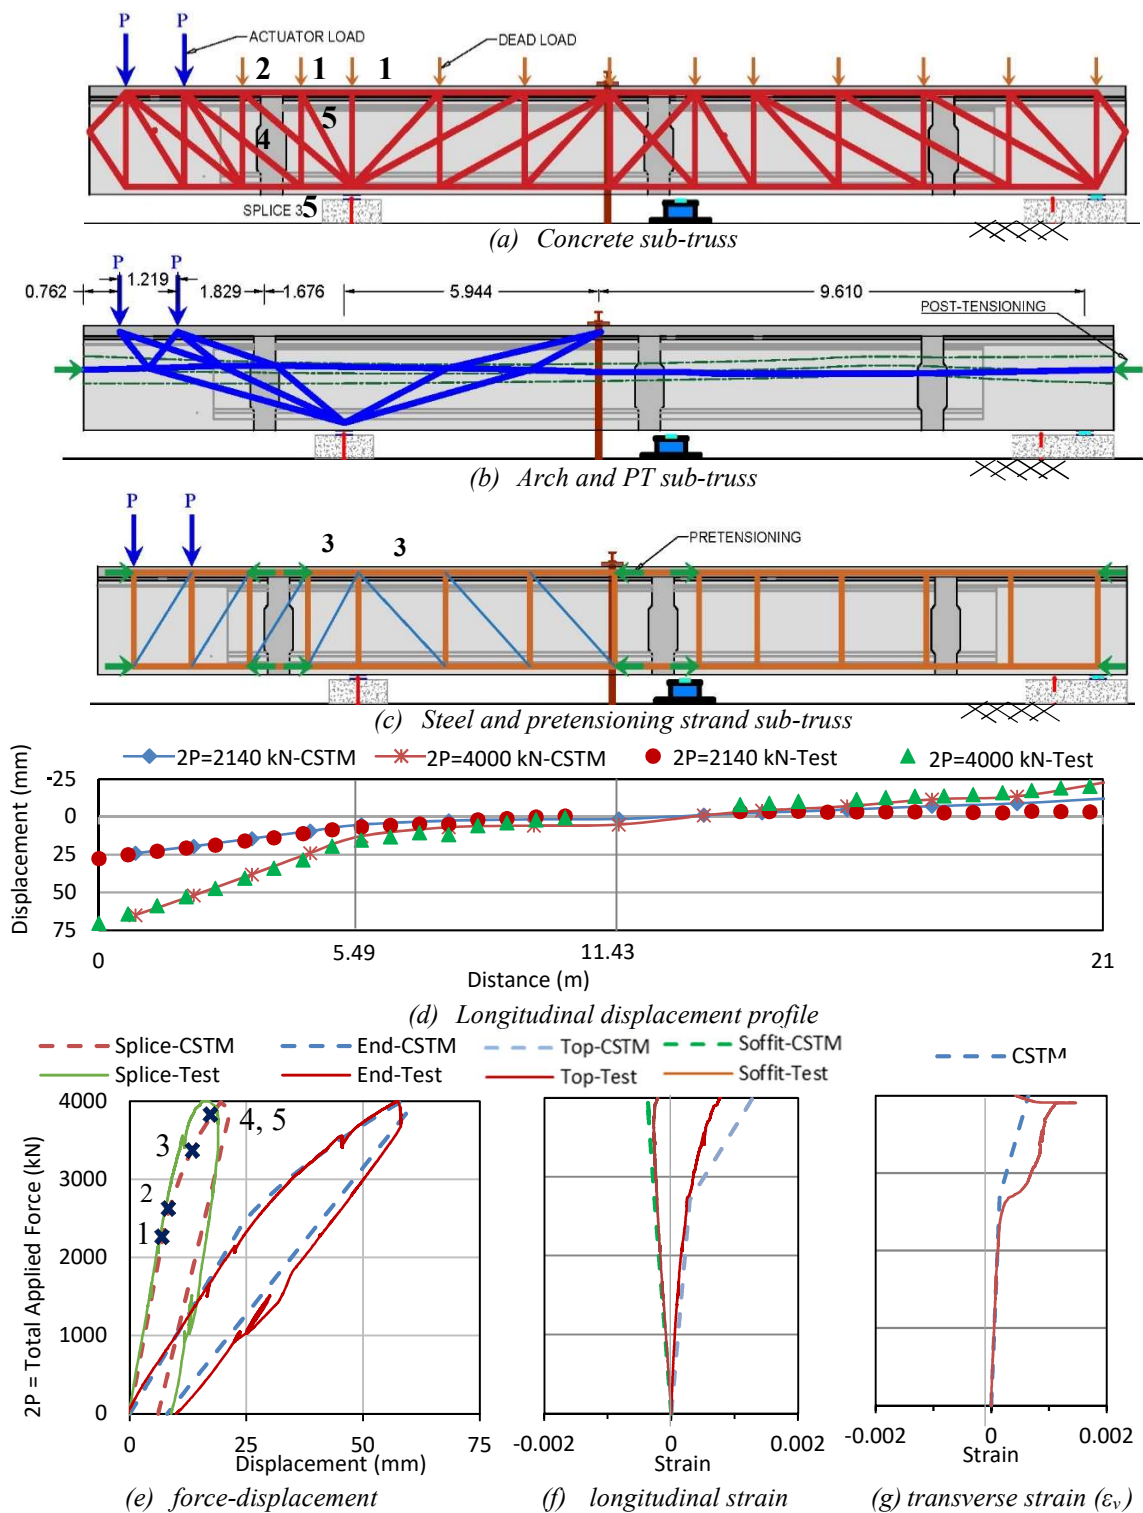 P P
ACTUATOR LOAD
DEAD LOAD
2 1 1
5
4
SPLICE 3 5
(a) Concrete sub-truss
P P
1.219
0.762 1.829 1.676 5.944 9.610
POST-TENSIONING
(b) Arch and PT sub-truss
P P
3 3
PRETENSIONING
(c) Steel and pretensioning strand sub-truss
2P=2140 kN-CSTM 2P=4000 kN-CSTM 2P=2140 kN-Test 2P=4000 kN-Test
Displacement (mm)
-25
0
25
50
75
0 5.49 11.43 21
Distance (m)
(d) Longitudinal displacement profile
Splice-CSTM End-CSTM Top-CSTM Soffit-CSTM CSTM
Splice-Test End-Test Top-Test Soffit-Test
2P = Total Applied Force (kN)
4000
3000
2000
1000
0
4, 5
3
2
1
0 25 50 75
Displacement (mm)
-0.002 0 0.002
Strain
-0.002 0 0.002
Strain
(e) force-displacement (f) longitudinal strain (g) transverse strain (εv)